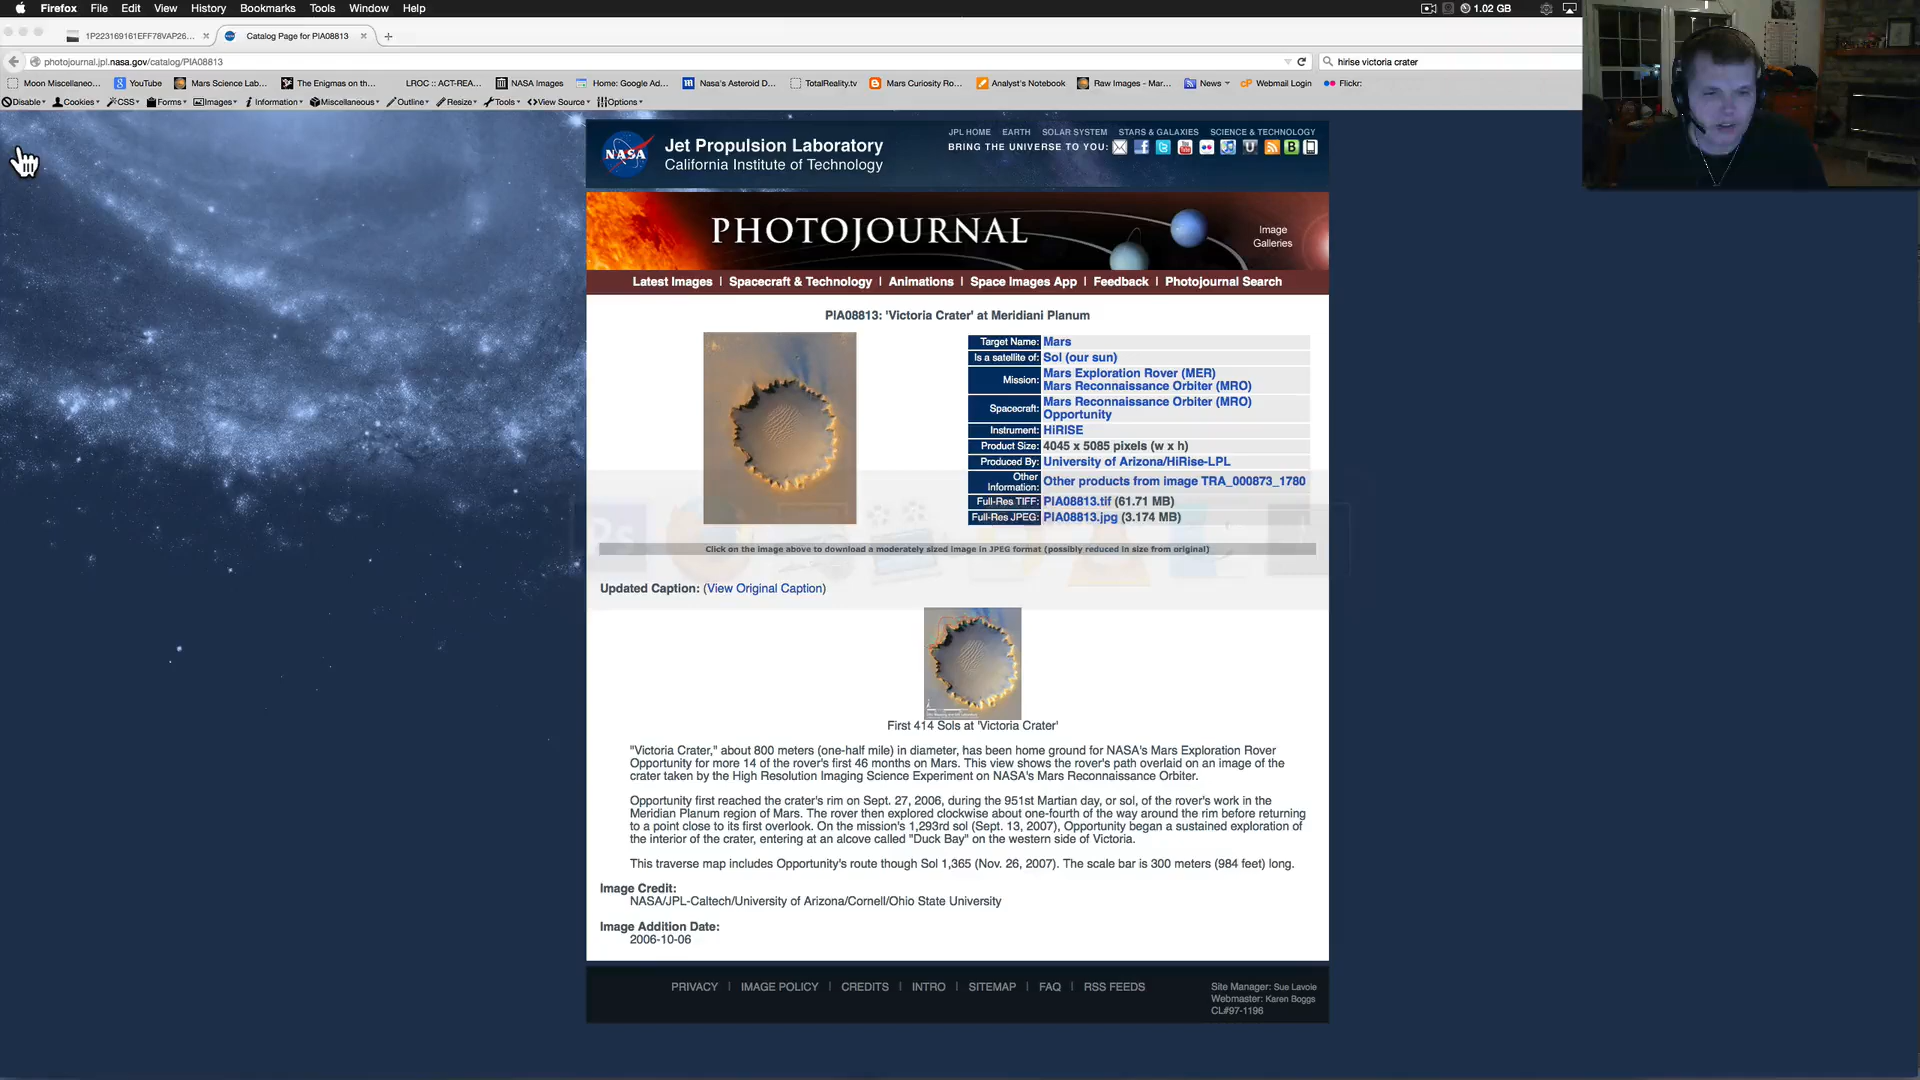 Firefox File Edit View History Bookmarks Tools Window Help 1.02 GB
1P223169161EFF78VAP26... Catalog Page for PIA08813
photojournal.jpl.nasa.gov/catalog/PIA08813 hirise victoria crater
Moon Miscellaneo... YouTube Mars Science Lab... The Enigmas on th... LROC :: ACT-REA... NASA Images Home: Google Ad... Nasa's Asteroid D... TotalReality.tv Mars Curiosity Ro... Analyst's Notebook Raw Images - Mar... News Webmail Login Flickr:
Disable Cookies CSS Forms Images Information Miscellaneous Outline Resize Tools View Source Options
JPL HOME EARTH SOLAR SYSTEM STARS & GALAXIES SCIENCE & TECHNOLOGY
NASA Jet Propulsion Laboratory BRING THE UNIVERSE TO YOU:
California Institute of Technology
PHOTOJOURNAL
Image
Galleries
Latest Images | Spacecraft & Technology | Animations | Space Images App | Feedback | Photojournal Search
PIA08813: 'Victoria Crater' at Meridiani Planum
Target Name: Mars
Is a satellite of: Sol (our sun)
Mission: Mars Exploration Rover (MER)
Mars Reconnaissance Orbiter (MRO)
Spacecraft: Mars Reconnaissance Orbiter (MRO)
Opportunity
Instrument: HiRISE
Product Size: 4045 x 5085 pixels (w x h)
Produced By: University of Arizona/HiRise-LPL
Other Information: Other products from image TRA_000873_1780
Full-Res TIFF: PIA08813.tif (61.71 MB)
Full-Res JPEG: PIA08813.jpg (3.174 MB)
Click on the image above to download a moderately sized image in JPEG format (possibly reduced in size from original)
Ps
Updated Caption: (View Original Caption)
First 414 Sols at 'Victoria Crater'
"Victoria Crater," about 800 meters (one-half mile) in diameter, has been home ground for NASA's Mars Exploration Rover
Opportunity for more 14 of the rover's first 46 months on Mars. This view shows the rover's path overlaid on an image of the
crater taken by the High Resolution Imaging Science Experiment on NASA's Mars Reconnaissance Orbiter.
Opportunity first reached the crater's rim on Sept. 27, 2006, during the 951st Martian day, or sol, of the rover's work in the
Meridian Planum region of Mars. The rover then explored clockwise about one-fourth of the way around the rim before returning
to a point close to its first overlook. On the mission's 1,293rd sol (Sept. 13, 2007), Opportunity began a sustained exploration of
the interior of the crater, entering at an alcove called "Duck Bay" on the western side of Victoria.
This traverse map includes Opportunity's route though Sol 1,365 (Nov. 26, 2007). The scale bar is 300 meters (984 feet) long.
Image Credit:
NASA/JPL-Caltech/University of Arizona/Cornell/Ohio State University
Image Addition Date:
2006-10-06
PRIVACY | IMAGE POLICY | CREDITS | INTRO | SITEMAP | FAQ | RSS FEEDS
Site Manager: Sue Lavoie
Webmaster: Karen Boggs
CL#97-1196